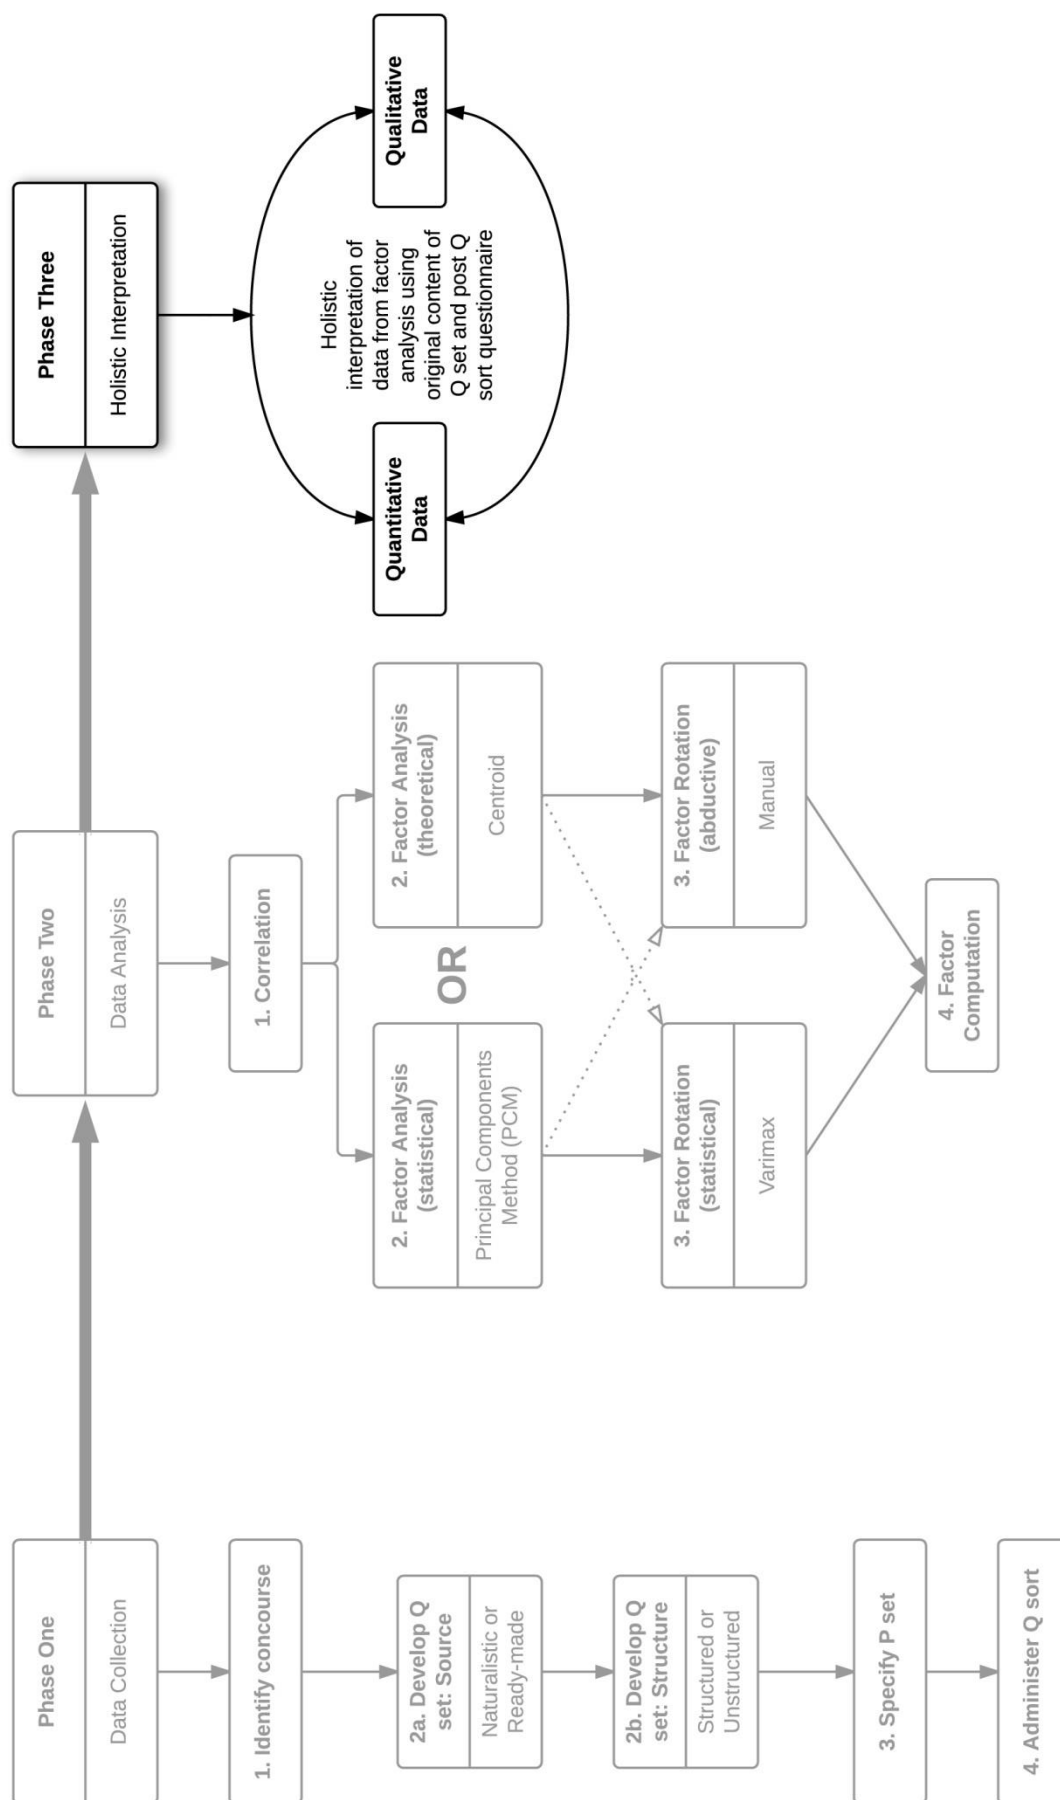 Phase One
Data Collection
1. Identify concourse
2a. Develop Q
set: Source
Naturalistic or
Ready-made
2b. Develop Q
set: Structure
Structured or
Unstructured
3. Specify P set
4. Administer Q sort
Phase Two
Data Analysis
1. Correlation
2. Factor Analysis
(statistical)
Principal Components
Method (PCM)
OR
2. Factor Analysis
(theoretical)
Centroid
3. Factor Rotation
(statistical)
Varimax
3. Factor Rotation
(abductive)
Manual
4. Factor
Computation
Phase Three
Holistic Interpretation
Quantitative
Data
Holistic
interpretation of
data from factor
analysis using
original content of
Q set and post Q
sort questionnaire
Qualitative
Data